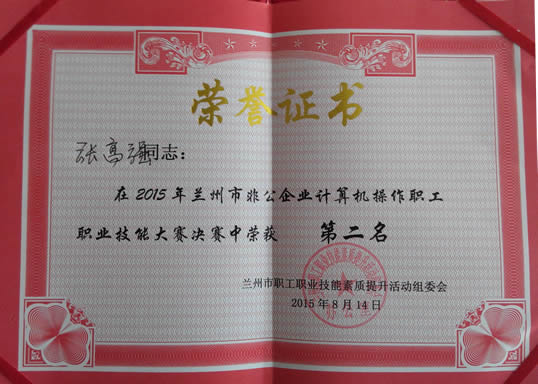 荣誉证书
张高强同志：
在2015年兰州市非公企业计算机操作职工
职业技能大赛决赛中荣获 第二名
兰州市职工职业技能素质提升活动组委会
2015年8月14日
办公室